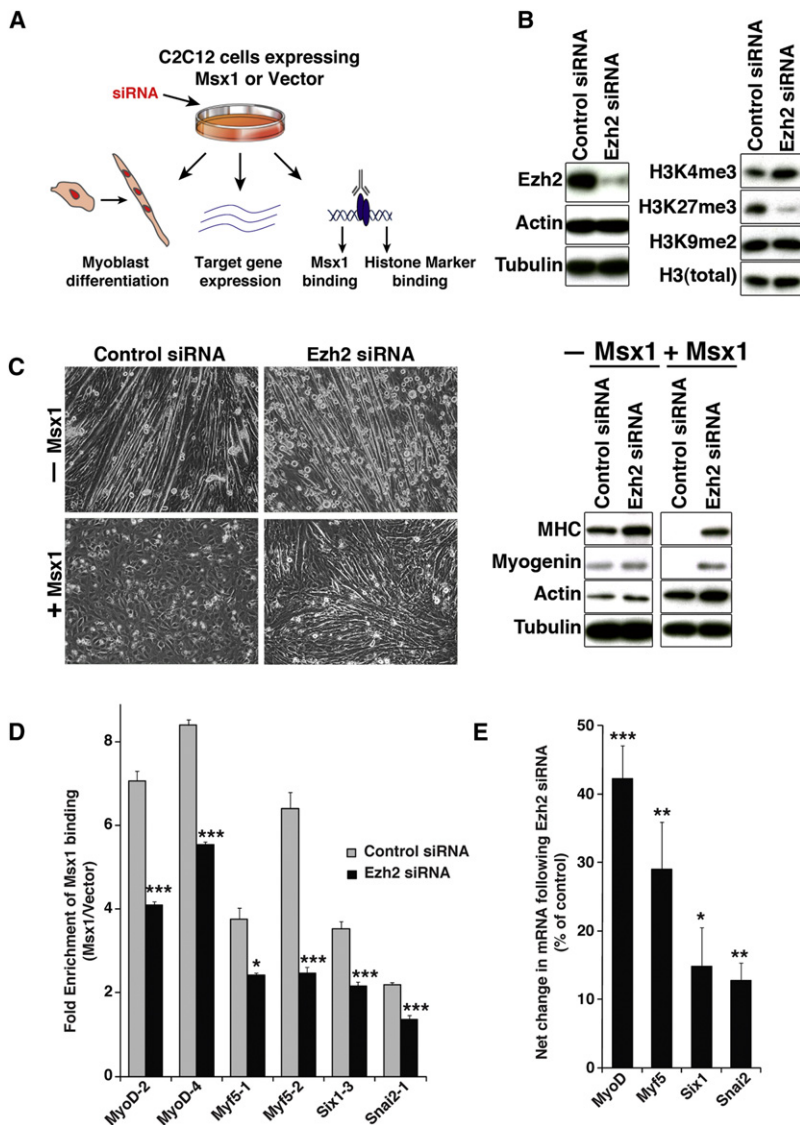 A
C2C12 cells expressing
Msx1 or Vector
siRNA
Myoblast
differentiation
Target gene
expression
Msx1
binding
Histone Marker
binding
B
Control siRNA
Ezh2 siRNA
Ezh2
Actin
Tubulin
Control siRNA
Ezh2 siRNA
H3K4me3
H3K27me3
H3K9me2
H3(total)
C
Control siRNA
Ezh2 siRNA
— Msx1
+ Msx1
— Msx1 + Msx1
Control siRNA
Ezh2 siRNA
Control siRNA
Ezh2 siRNA
MHC
Myogenin
Actin
Tubulin
D
Fold Enrichment of Msx1 binding
(Msx1/Vector)
8
6
4
2
0
***
***
*
***
***
***
Control siRNA
Ezh2 siRNA
MyoD-2
MyoD-4
Myf5-1
Myf5-2
Six1-3
Snai2-1
E
Net change in mRNA following Ezh2 siRNA
(% of control)
50
40
30
20
10
0
***
**
*
**
MyoD
Myf5
Six1
Snai2